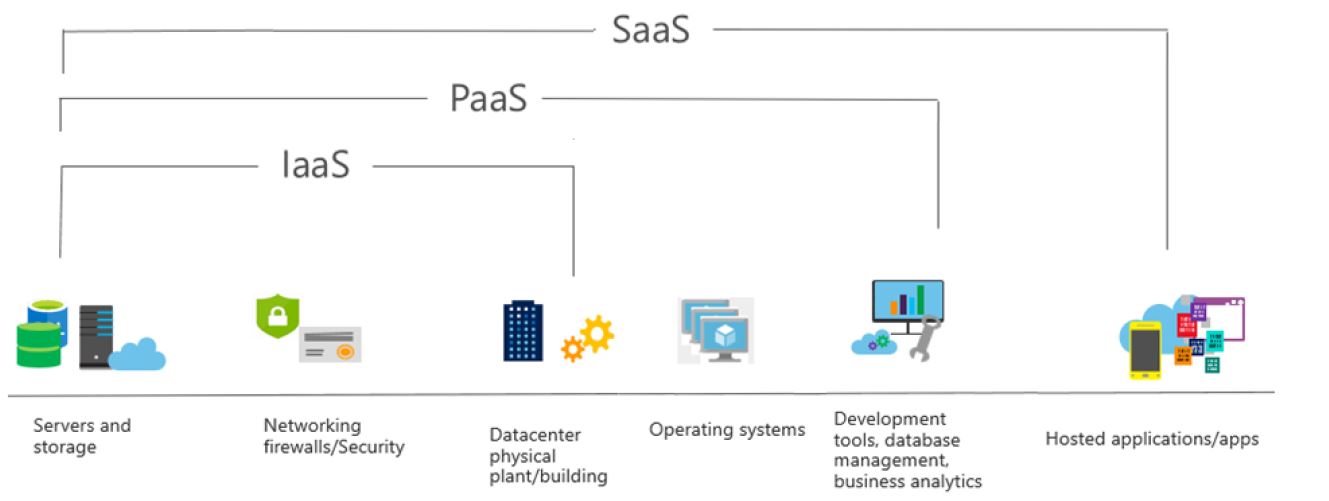 SaaS
PaaS
IaaS
Servers and
storage
Networking
firewalls/Security
Datacenter
physical
plant/building
Operating systems
Development
tools, database
management,
business analytics
Hosted applications/apps